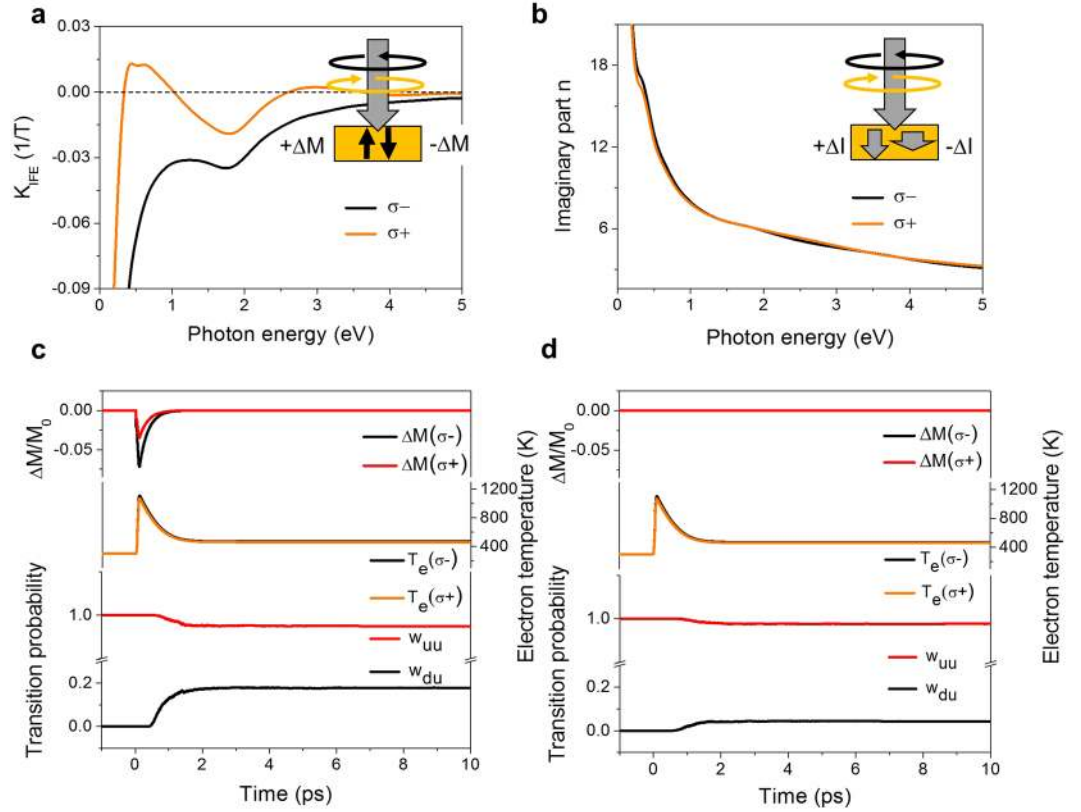 a
0.03
0.00
-0.03
-0.06
-0.09
K_IFE (1/T)
+ΔM
-ΔM
σ−
σ+
0 1 2 3 4 5
Photon energy (eV)
b
18
12
6
Imaginary part n
+ΔI
-ΔI
σ−
σ+
0 1 2 3 4 5
Photon energy (eV)
c
0.00
-0.05
ΔM/M_0
ΔM(σ-)
ΔM(σ+)
1200
800
400
Electron temperature (K)
T_e(σ-)
T_e(σ+)
1.0
w_uu
w_du
0.2
0.0
Transition probability
0 2 4 6 8 10
Time (ps)
d
0.00
-0.05
ΔM/M_0
ΔM(σ-)
ΔM(σ+)
1200
800
400
Electron temperature (K)
T_e(σ-)
T_e(σ+)
1.0
w_uu
w_du
0.2
0.0
Transition probability
0 2 4 6 8 10
Time (ps)